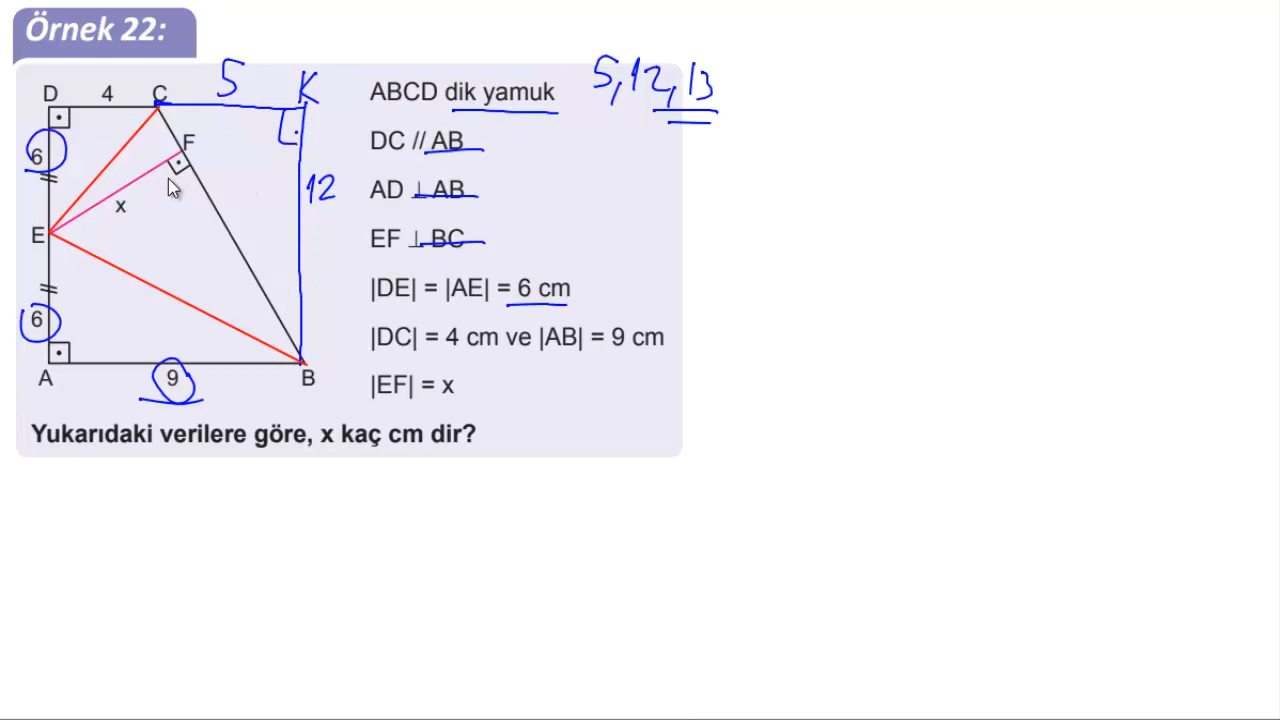 Örnek 22:
5
K
5, 12, 13
D 4 C
ABCD dik yamuk
F
DC // AB
6
12
AD ⊥ AB
x
E
EF ⊥ BC
|DE| = |AE| = 6 cm
6
|DC| = 4 cm ve |AB| = 9 cm
A 9 B
|EF| = x
Yukarıdaki verilere göre, x kaç cm dir?